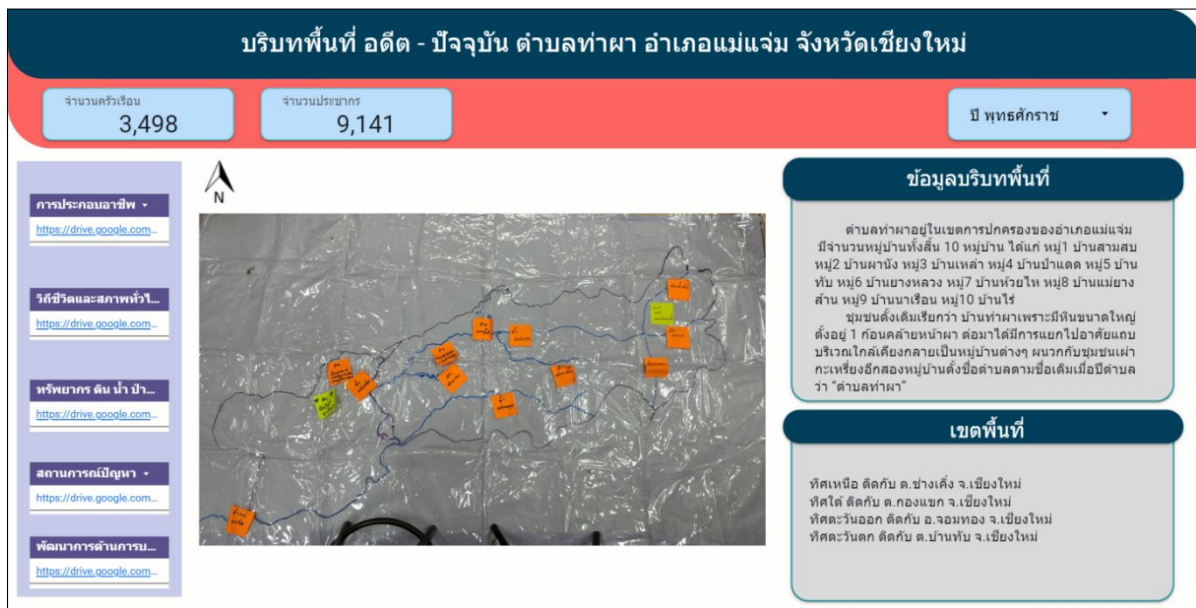 บริบทพื้นที่ อดีต - ปัจจุบัน ตำบลท่าผา อำเภอแม่แจ่ม จังหวัดเชียงใหม่
จำนวนครัวเรือน
3,498
จำนวนประชากร
9,141
ปี พุทธศักราช
การประกอบอาชีพ
https://drive.google.com...
วิถีชีวิตและสภาพทั่วไ...
https://drive.google.com...
ทรัพยากร ดิน น้ำ ป่า...
https://drive.google.com...
สถานการณ์ปัญหา
https://drive.google.com...
พัฒนาการด้านการบ...
https://drive.google.com...
N
ข้อมูลบริบทพื้นที่
ตำบลท่าผาอยู่ในเขตการปกครองของอำเภอแม่แจ่ม
มีจำนวนหมู่บ้านทั้งสิ้น 10 หมู่บ้าน ได้แก่ หมู่1 บ้านสามสบ
หมู่2 บ้านผานัง หมู่3 บ้านเหล่า หมู่4 บ้านป่าแดด หมู่5 บ้าน
ทับ หมู่6 บ้านยางหลวง หมู่7 บ้านห้วยไห หมู่8 บ้านแม่ยาง
ส้าน หมู่9 บ้านนาเรือน หมู่10 บ้านไร่
ชุมชนดั้งเดิมเรียกว่า บ้านท่าผาเพราะมีหินขนาดใหญ่
ตั้งอยู่ 1 ก้อนคล้ายหน้าผา ต่อมาได้มีการแยกไปอาศัยแถบ
บริเวณใกล้เคียงกลายเป็นหมู่บ้านต่างๆ ผนวกกับชุมชนเผ่า
กะเหรี่ยงอีกสองหมู่บ้านตั้งชื่อตำบลตามชื่อเดิมเมื่อปีตำบล
ว่า "ตำบลท่าผา"
เขตพื้นที่
ทิศเหนือ ติดกับ ต.ช่างเคิ่ง จ.เชียงใหม่
ทิศใต้ ติดกับ ต.กองแขก จ.เชียงใหม่
ทิศตะวันออก ติดกับ อ.จอมทอง จ.เชียงใหม่
ทิศตะวันตก ติดกับ ต.บ้านทับ จ.เชียงใหม่